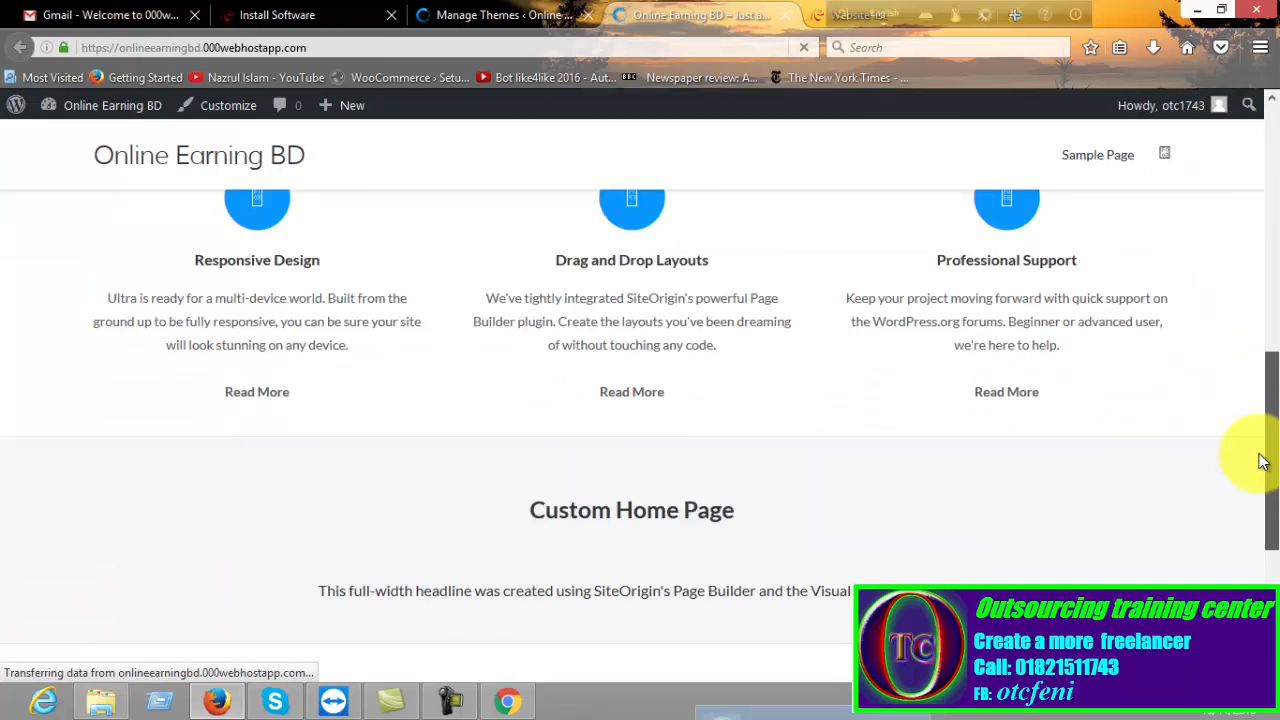 Gmail - Welcome to 000w...
Install Software
Manage Themes ‹ Online ...
Online Earning BD – Just a...
Website
English
https://onlineearningbd.000webhostapp.com
Search
Most Visited
Getting Started
Nazrul Islam - YouTube
WooCommerce › Setu...
Bot like4like 2016 - Aut...
BBC
Newspaper review: A...
The New York Times - ...
Online Earning BD
Customize
0
New
Howdy, otc1743
Online Earning BD
Sample Page
Responsive Design
Drag and Drop Layouts
Professional Support
Ultra is ready for a multi-device world. Built from the
ground up to be fully responsive, you can be sure your site
will look stunning on any device.
We've tightly integrated SiteOrigin's powerful Page
Builder plugin. Create the layouts you've been dreaming
of without touching any code.
Keep your project moving forward with quick support on
the WordPress.org forums. Beginner or advanced user,
we're here to help.
Read More
Read More
Read More
Custom Home Page
This full-width headline was created using SiteOrigin's Page Builder and the Visual
Transferring data from onlineearningbd.000webhostapp.com...
OTC
Outsourcing training center
Create a more freelancer
Call: 01821511743
FB: otcfeni